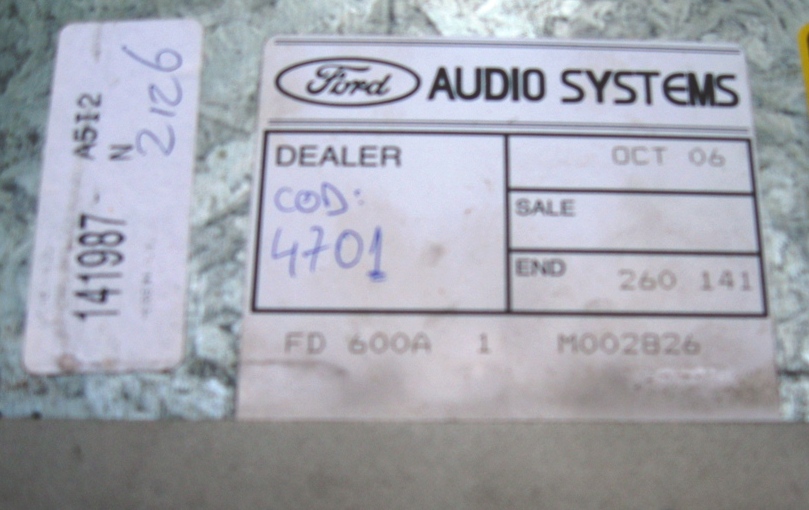 141987-A5I2
N
2126
Ford AUDIO SYSTEMS
DEALER
COD:
4701
OCT 06
SALE
END 260 141
FD 600A 1 M002826